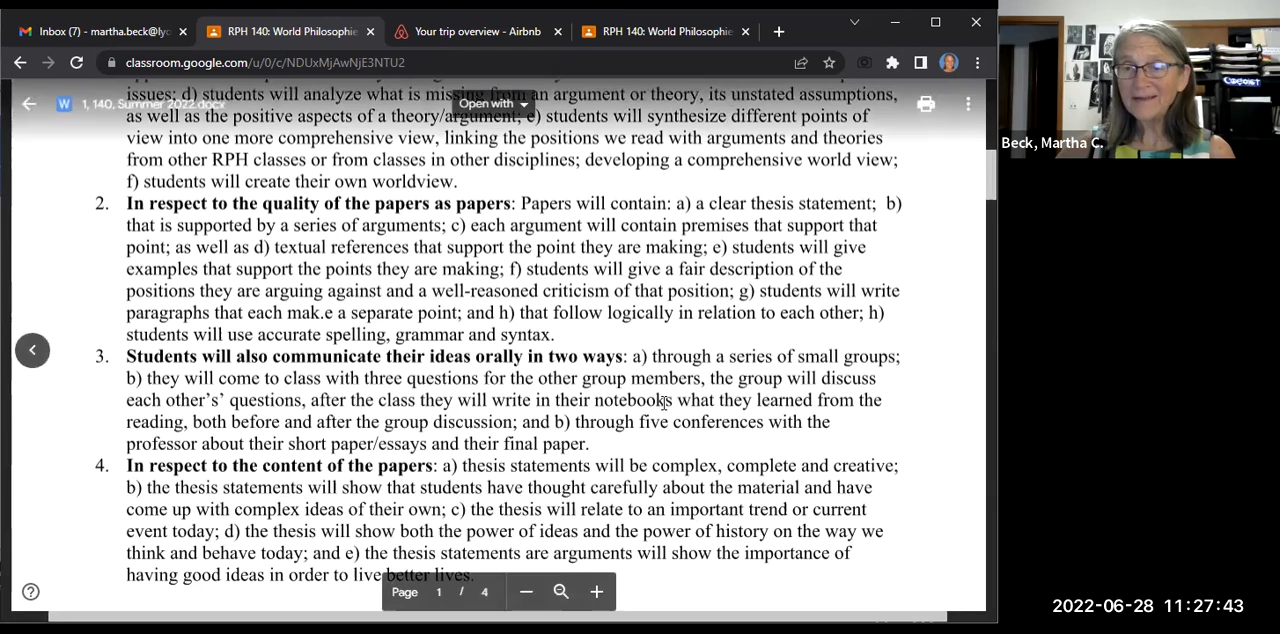 Inbox (7) - martha.beck@lyo
RPH 140: World Philosophie
Your trip overview - Airbnb
RPH 140: World Philosophie
classroom.google.com/u/0/c/NDUxMjAwNjE3NTU2
issues; d) students will analyze what is missing from an argument or theory, its unstated assumptions,
W
1, 140, Summer 2022.docx
Open with
as well as the positive aspects of a theory/argument; e) students will synthesize different points of
view into one more comprehensive view, linking the positions we read with arguments and theories
from other RPH classes or from classes in other disciplines; developing a comprehensive world view;
f) students will create their own worldview.
2. In respect to the quality of the papers as papers: Papers will contain: a) a clear thesis statement; b)
that is supported by a series of arguments; c) each argument will contain premises that support that
point; as well as d) textual references that support the point they are making; e) students will give
examples that support the points they are making; f) students will give a fair description of the
positions they are arguing against and a well-reasoned criticism of that position; g) students will write
paragraphs that each mak.e a separate point; and h) that follow logically in relation to each other; h)
students will use accurate spelling, grammar and syntax.
3. Students will also communicate their ideas orally in two ways: a) through a series of small groups;
b) they will come to class with three questions for the other group members, the group will discuss
each other's' questions, after the class they will write in their notebooks what they learned from the
reading, both before and after the group discussion; and b) through five conferences with the
professor about their short paper/essays and their final paper.
4. In respect to the content of the papers: a) thesis statements will be complex, complete and creative;
b) the thesis statements will show that students have thought carefully about the material and have
come up with complex ideas of their own; c) the thesis will relate to an important trend or current
event today; d) the thesis will show both the power of ideas and the power of history on the way we
think and behave today; and e) the thesis statements are arguments will show the importance of
having good ideas in order to live better lives.
Page 1 / 4
Beck, Martha C.
2022-06-28 11:27:43